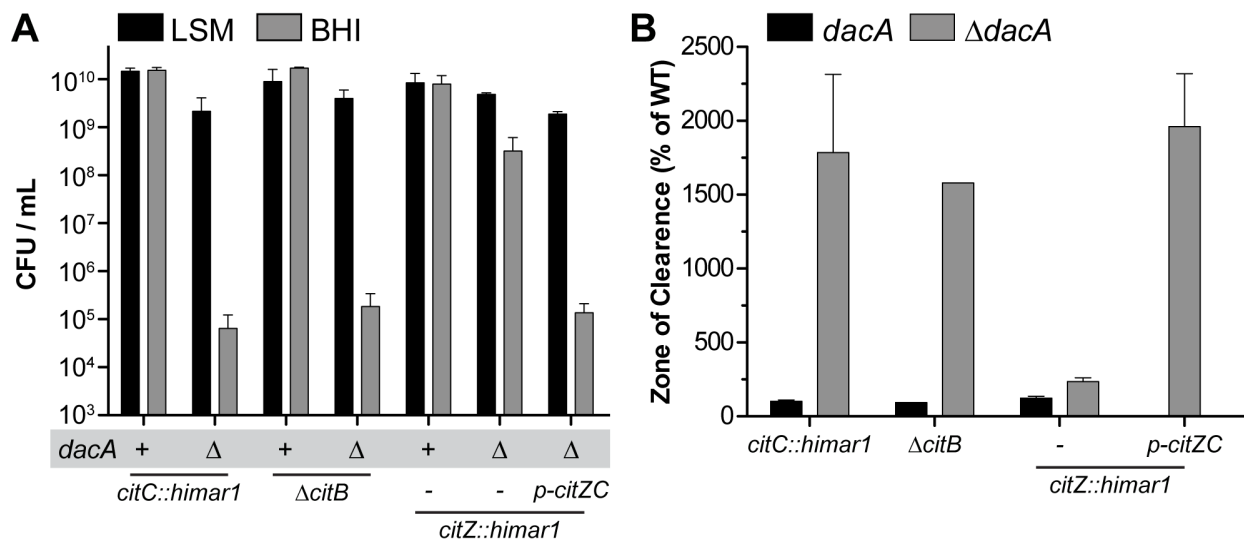 A
LSM BHI
CFU / mL
10^10
10^9
10^8
10^7
10^6
10^5
10^4
10^3
dacA + Δ + Δ + Δ Δ
citC::himar1 ΔcitB - - p-citZC
citZ::himar1
B
dacA ΔdacA
Zone of Clearence (% of WT)
2500
2000
1500
1000
500
0
citC::himar1 ΔcitB - p-citZC
citZ::himar1